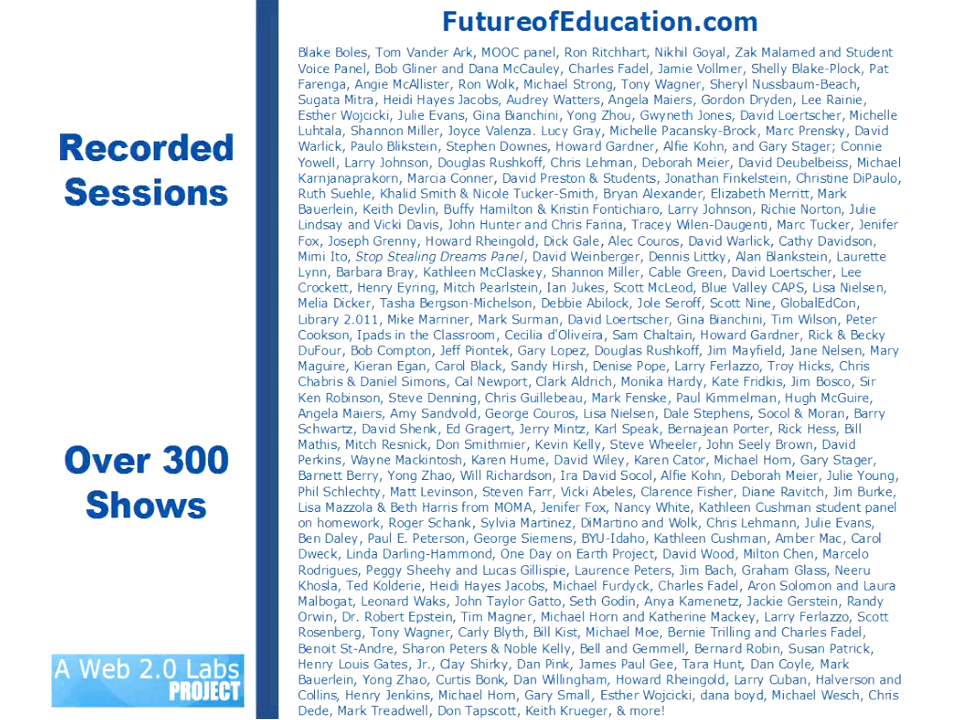 FutureofEducation.com
Recorded
Sessions
Over 300
Shows
A Web 2.0 Labs
PROJECT
Blake Boles, Tom Vander Ark, MOOC panel, Ron Ritchhart, Nikhil Goyal, Zak Malamed and Student
Voice Panel, Bob Gliner and Dana McCauley, Charles Fadel, Jamie Vollmer, Shelly Blake-Plock, Pat
Farenga, Angie McAllister, Ron Wolk, Michael Strong, Tony Wagner, Sheryl Nussbaum-Beach,
Sugata Mitra, Heidi Hayes Jacobs, Audrey Watters, Angela Maiers, Gordon Dryden, Lee Rainie,
Esther Wojcicki, Julie Evans, Gina Bianchini, Yong Zhou, Gwyneth Jones, David Loertscher, Michelle
Luhtala, Shannon Miller, Joyce Valenza. Lucy Gray, Michelle Pacansky-Brock, Marc Prensky, David
Warlick, Paulo Blikstein, Stephen Downes, Howard Gardner, Alfie Kohn, and Gary Stager; Connie
Yowell, Larry Johnson, Douglas Rushkoff, Chris Lehman, Deborah Meier, David Deubelbeiss, Michael
Karnjanaprakorn, Marcia Conner, David Preston & Students, Jonathan Finkelstein, Christine DiPaulo,
Ruth Suehle, Khalid Smith & Nicole Tucker-Smith, Bryan Alexander, Elizabeth Merritt, Mark
Bauerlein, Keith Devlin, Buffy Hamilton & Kristin Fontichiaro, Larry Johnson, Richie Norton, Julie
Lindsay and Vicki Davis, John Hunter and Chris Farina, Tracey Wilen-Daugenti, Marc Tucker, Jenifer
Fox, Joseph Grenny, Howard Rheingold, Dick Gale, Alec Couros, David Warlick, Cathy Davidson,
Mimi Ito, Stop Stealing Dreams Panel, David Weinberger, Dennis Littky, Alan Blankstein, Laurette
Lynn, Barbara Bray, Kathleen McClaskey, Shannon Miller, Cable Green, David Loertscher, Lee
Crockett, Henry Eyring, Mitch Pearlstein, Ian Jukes, Scott McLeod, Blue Valley CAPS, Lisa Nielsen,
Melia Dicker, Tasha Bergson-Michelson, Debbie Abilock, Jole Seroff, Scott Nine, GlobalEdCon,
Library 2.011, Mike Marriner, Mark Surman, David Loertscher, Gina Bianchini, Tim Wilson, Peter
Cookson, Ipads in the Classroom, Cecilia d'Oliveira, Sam Chaltain, Howard Gardner, Rick & Becky
DuFour, Bob Compton, Jeff Piontek, Gary Lopez, Douglas Rushkoff, Jim Mayfield, Jane Nelsen, Mary
Maguire, Kieran Egan, Carol Black, Sandy Hirsh, Denise Pope, Larry Ferlazzo, Troy Hicks, Chris
Chabris & Daniel Simons, Cal Newport, Clark Aldrich, Monika Hardy, Kate Fridkis, Jim Bosco, Sir
Ken Robinson, Steve Denning, Chris Guillebeau, Mark Fenske, Paul Kimmelman, Hugh McGuire,
Angela Maiers, Amy Sandvold, George Couros, Lisa Nielsen, Dale Stephens, Socol & Moran, Barry
Schwartz, David Shenk, Ed Gragert, Jerry Mintz, Karl Speak, Bernajean Porter, Rick Hess, Bill
Mathis, Mitch Resnick, Don Smithmier, Kevin Kelly, Steve Wheeler, John Seely Brown, David
Perkins, Wayne Mackintosh, Karen Hume, David Wiley, Karen Cator, Michael Horn, Gary Stager,
Barnett Berry, Yong Zhao, Will Richardson, Ira David Socol, Alfie Kohn, Deborah Meier, Julie Young,
Phil Schlechty, Matt Levinson, Steven Farr, Vicki Abeles, Clarence Fisher, Diane Ravitch, Jim Burke,
Lisa Mazzola & Beth Harris from MOMA, Jenifer Fox, Nancy White, Kathleen Cushman student panel
on homework, Roger Schank, Sylvia Martinez, DiMartino and Wolk, Chris Lehmann, Julie Evans,
Ben Daley, Paul E. Peterson, George Siemens, BYU-Idaho, Kathleen Cushman, Amber Mac, Carol
Dweck, Linda Darling-Hammond, One Day on Earth Project, David Wood, Milton Chen, Marcelo
Rodrigues, Peggy Sheehy and Lucas Gillispie, Laurence Peters, Jim Bach, Graham Glass, Neeru
Khosla, Ted Kolderie, Heidi Hayes Jacobs, Michael Furdyck, Charles Fadel, Aron Solomon and Laura
Malbogat, Leonard Waks, John Taylor Gatto, Seth Godin, Anya Kamenetz, Jackie Gerstein, Randy
Orwin, Dr. Robert Epstein, Tim Magner, Michael Horn and Katherine Mackey, Larry Ferlazzo, Scott
Rosenberg, Tony Wagner, Carly Blyth, Bill Kist, Michael Moe, Bernie Trilling and Charles Fadel,
Benoit St-Andre, Sharon Peters & Noble Kelly, Bell and Gemmell, Bernard Robin, Susan Patrick,
Henry Louis Gates, Jr., Clay Shirky, Dan Pink, James Paul Gee, Tara Hunt, Dan Coyle, Mark
Bauerlein, Yong Zhao, Curtis Bonk, Dan Willingham, Howard Rheingold, Larry Cuban, Halverson and
Collins, Henry Jenkins, Michael Horn, Gary Small, Esther Wojcicki, dana boyd, Michael Wesch, Chris
Dede, Mark Treadwell, Don Tapscott, Keith Krueger, & more!